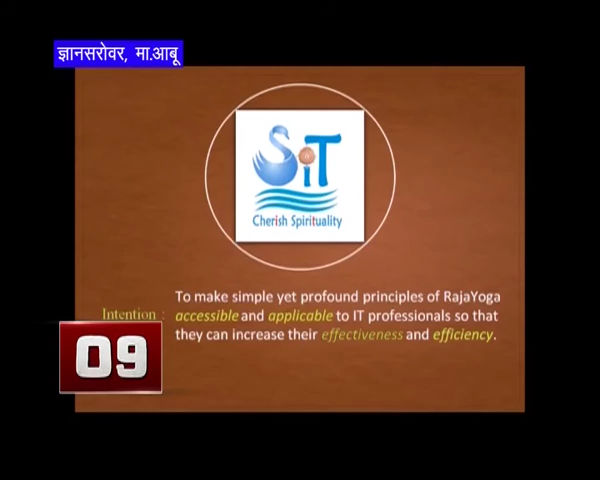 ज्ञानसरोवर, मा.आबू
SiT
Cherish Spirituality
To make simple yet profound principles of RajaYoga
Intention : accessible and applicable to IT professionals so that
they can increase their effectiveness and efficiency.
09